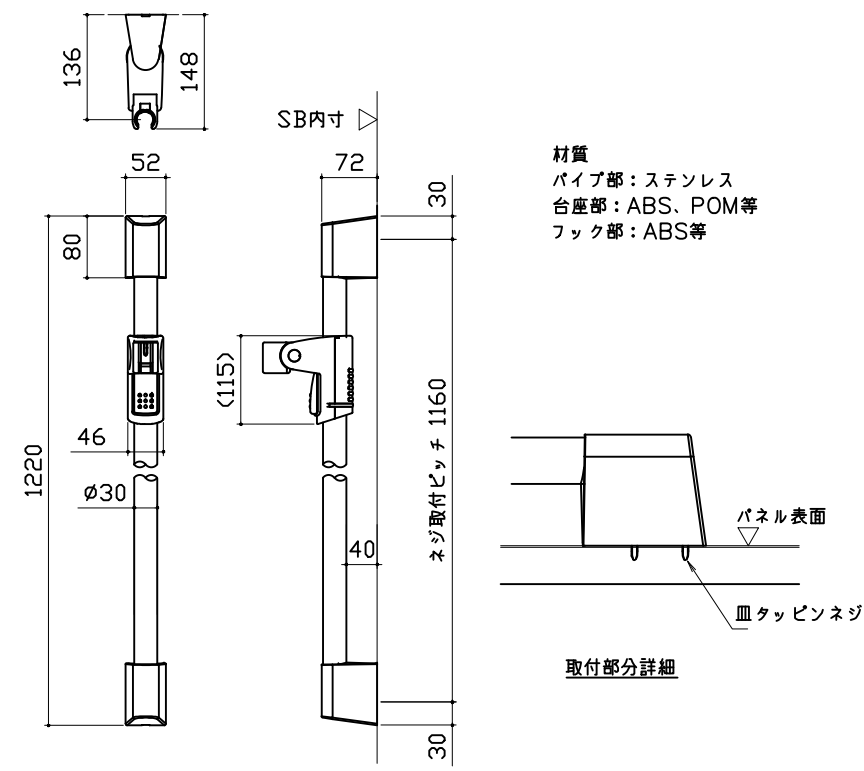 136
148
SB内寸
52
72
30
材質
パイプ部：ステンレス
台座部：ABS、POM等
フック部：ABS等
80
(115)
46
1220
ネジ取付ピッチ 1160
φ30
40
パネル表面
皿タッピンネジ
取付部分詳細
30